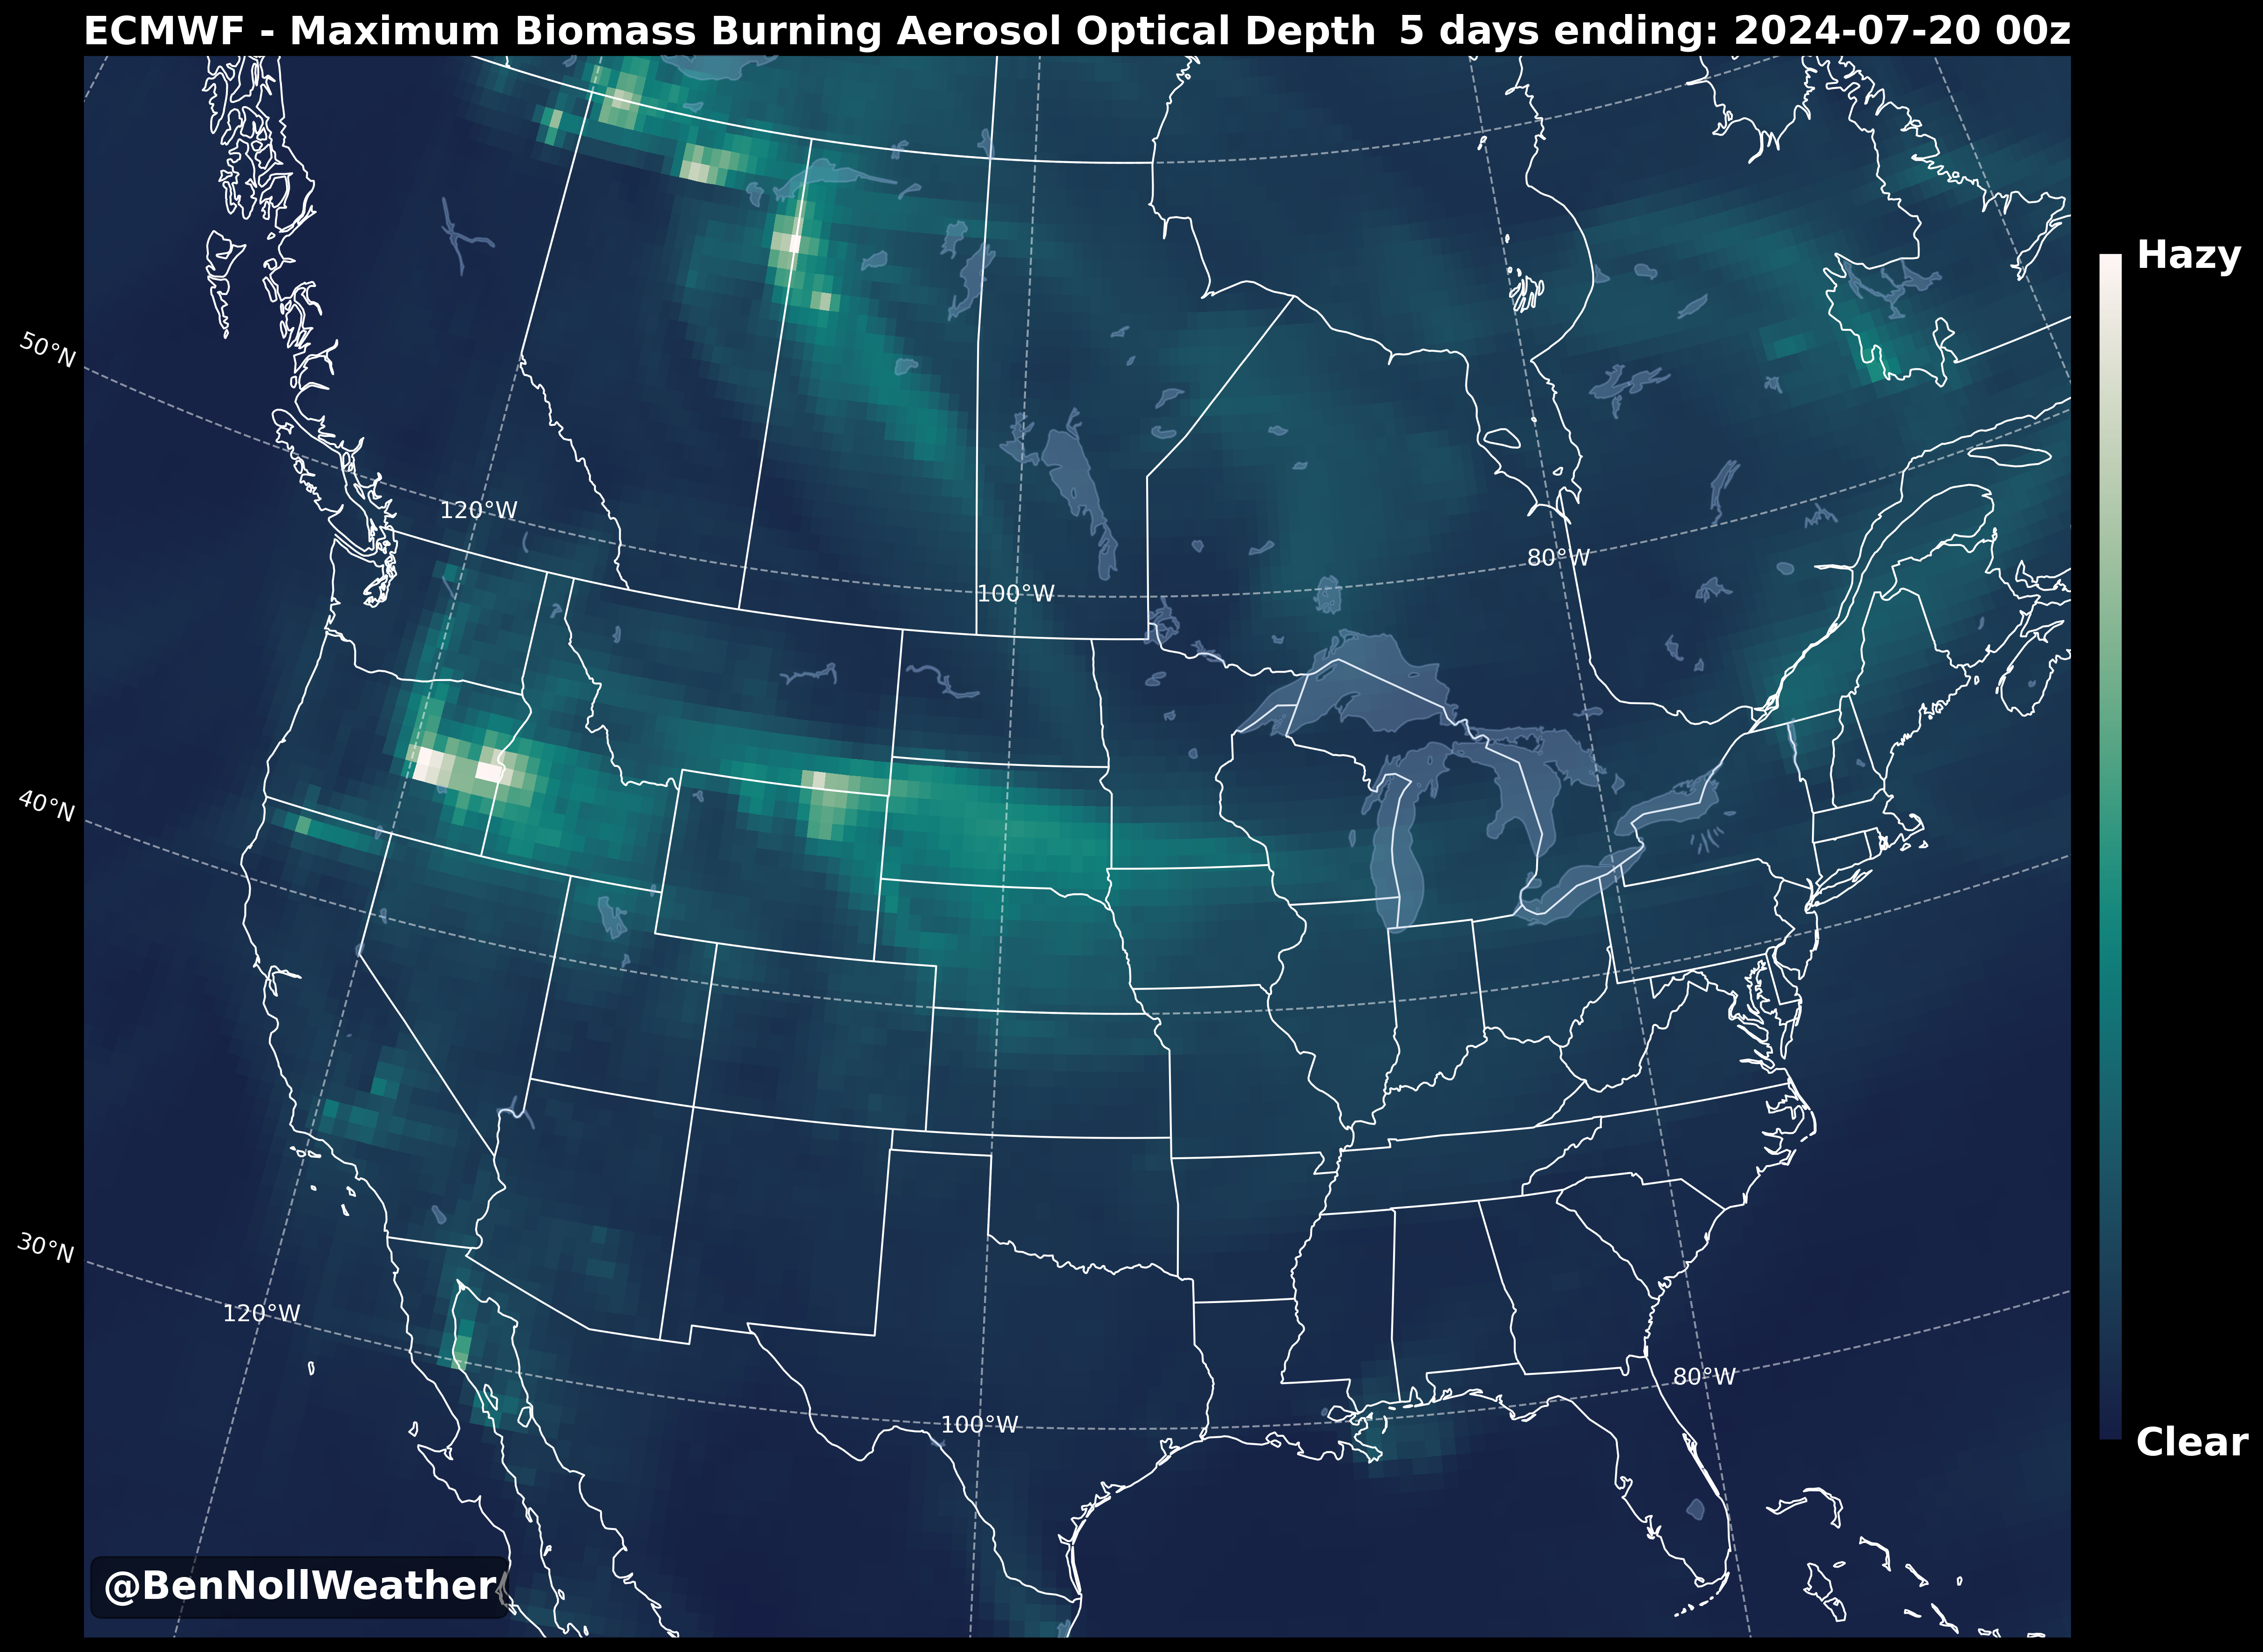 ECMWF - Maximum Biomass Burning Aerosol Optical Depth 5 days ending: 2024-07-20 00z
Hazy
50°N
120°W
80°W
100°W
40°N
30°N
120°W
80°W
100°W
Clear
@BenNollWeather